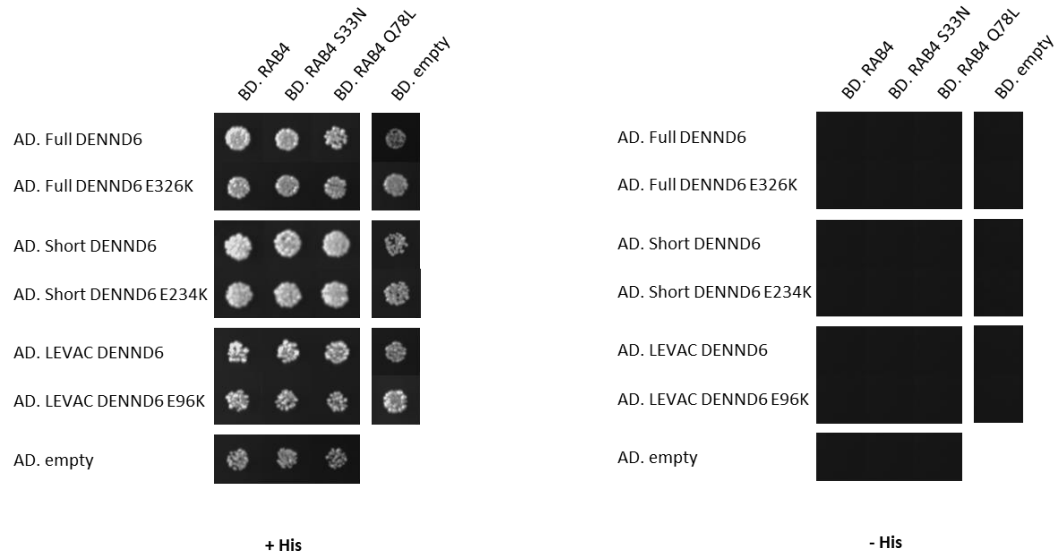 BD. RAB4
BD. RAB4 S33N
BD. RAB4 Q78L
BD. empty
AD. Full DENND6
AD. Full DENND6 E326K
AD. Short DENND6
AD. Short DENND6 E234K
AD. LEVAC DENND6
AD. LEVAC DENND6 E96K
AD. empty
+ His
BD. RAB4
BD. RAB4 S33N
BD. RAB4 Q78L
BD. empty
AD. Full DENND6
AD. Full DENND6 E326K
AD. Short DENND6
AD. Short DENND6 E234K
AD. LEVAC DENND6
AD. LEVAC DENND6 E96K
AD. empty
- His